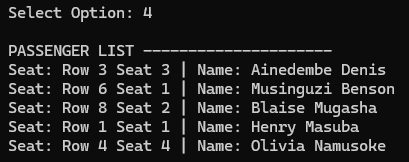 Select Option: 4
PASSENGER LIST ---------------------
Seat: Row 3 Seat 3 | Name: Ainedembe Denis
Seat: Row 6 Seat 1 | Name: Musinguzi Benson
Seat: Row 8 Seat 2 | Name: Blaise Mugasha
Seat: Row 1 Seat 1 | Name: Henry Masuba
Seat: Row 4 Seat 4 | Name: Olivia Namusoke